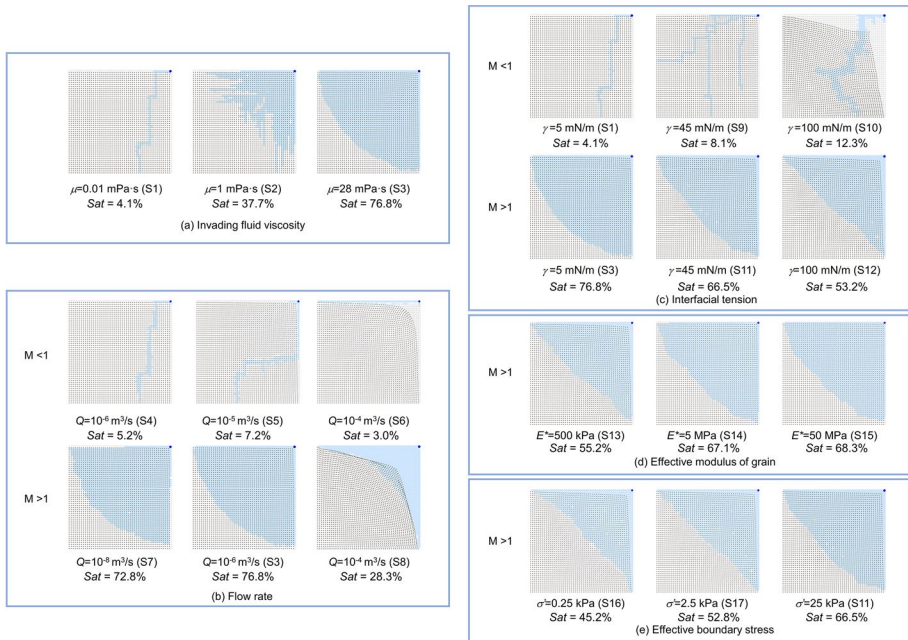 μ=0.01 mPa·s (S1) μ=1 mPa·s (S2) μ=28 mPa·s (S3)
Sat = 4.1% Sat = 37.7% Sat = 76.8%
(a) Invading fluid viscosity
M <1
Q=10⁻⁶ m³/s (S4) Q=10⁻⁵ m³/s (S5) Q=10⁻⁴ m³/s (S6)
Sat = 5.2% Sat = 7.2% Sat = 3.0%
M >1
Q=10⁻⁸ m³/s (S7) Q=10⁻⁶ m³/s (S3) Q=10⁻⁴ m³/s (S8)
Sat = 72.8% Sat = 76.8% Sat = 28.3%
(b) Flow rate
M <1
γ=5 mN/m (S1) γ=45 mN/m (S9) γ=100 mN/m (S10)
Sat = 4.1% Sat = 8.1% Sat = 12.3%
M >1
γ=5 mN/m (S3) γ=45 mN/m (S11) γ=100 mN/m (S12)
Sat = 76.8% Sat = 66.5% Sat = 53.2%
(c) Interfacial tension
M >1
E*=500 kPa (S13) E*=5 MPa (S14) E*=50 MPa (S15)
Sat = 55.2% Sat = 67.1% Sat = 68.3%
(d) Effective modulus of grain
M >1
σ'=0.25 kPa (S16) σ'=2.5 kPa (S17) σ'=25 kPa (S11)
Sat = 45.2% Sat = 52.8% Sat = 66.5%
(e) Effective boundary stress